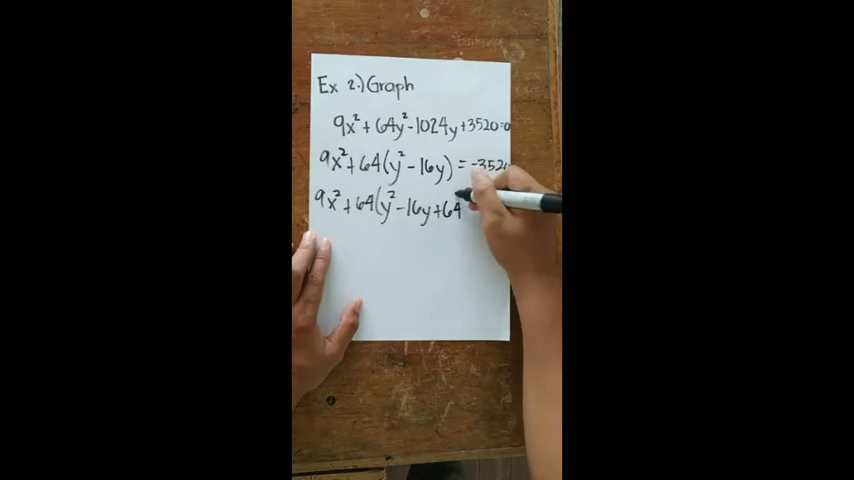 Ex 2.) Graph
9x²+64y²-1024y+3520=0
9x²+64(y²-16y)=-3520
9x²+64(y²-16y+64